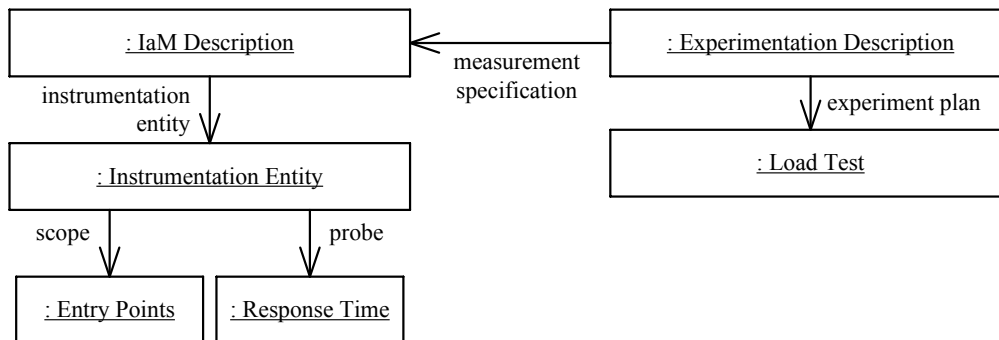 : IaM Description
: Experimentation Description
measurement
specification
instrumentation
entity
experiment plan
: Instrumentation Entity
: Load Test
scope
probe
: Entry Points
: Response Time